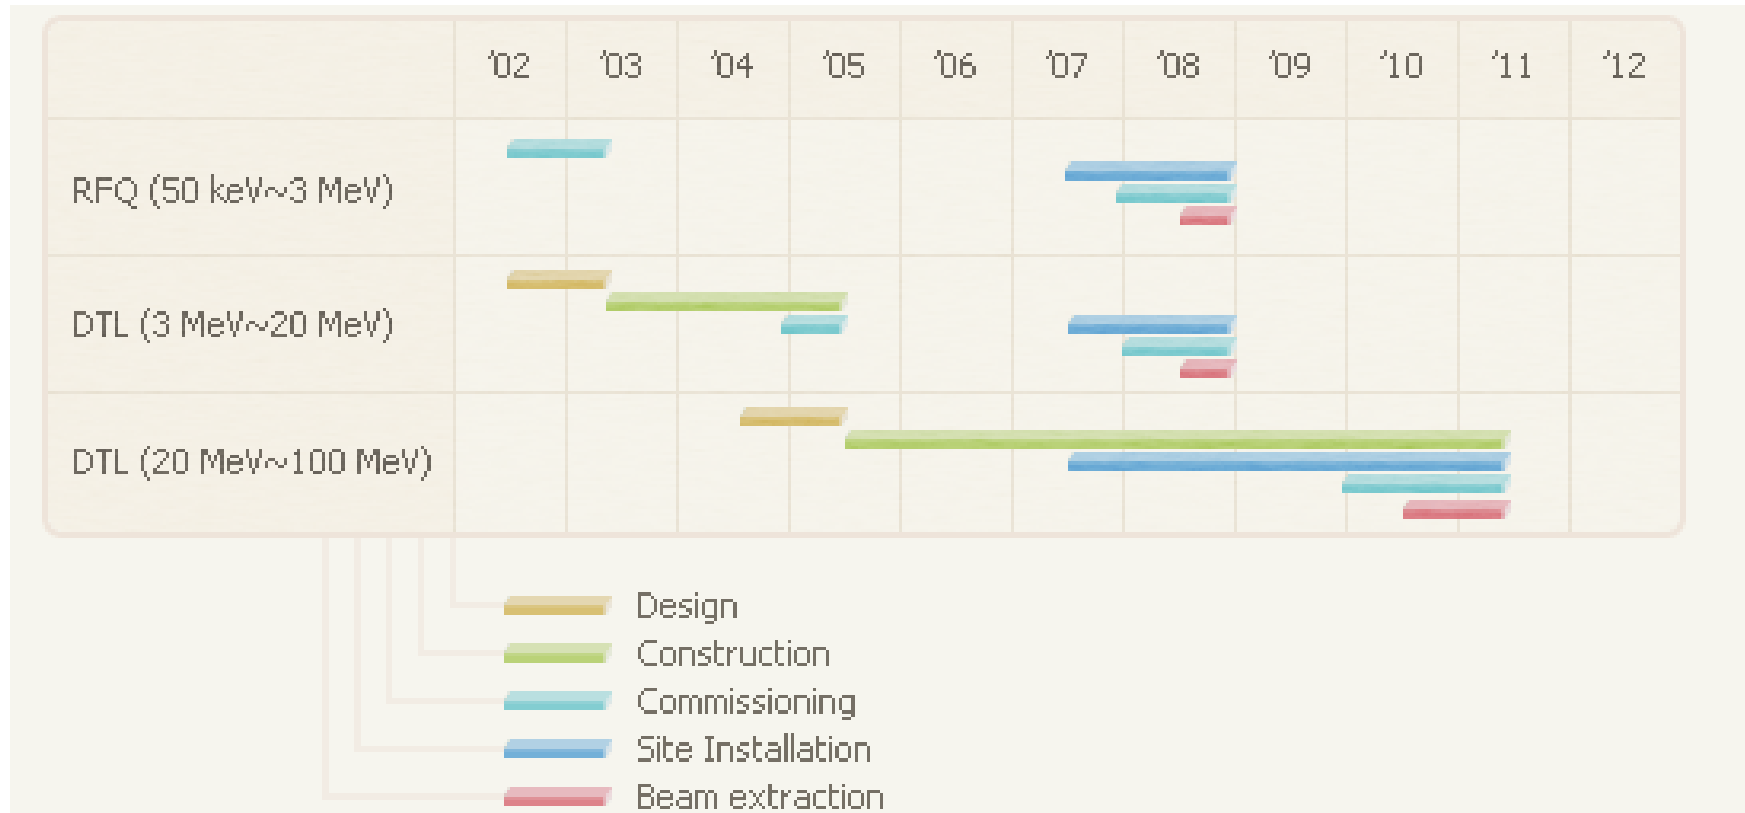 ‘02 ‘03 ‘04 ‘05 ‘06 ‘07 ‘08 ‘09 ‘10 ‘11 ‘12
RFQ (50 keV~3 MeV)
DTL (3 MeV~20 MeV)
DTL (20 MeV~100 MeV)
Design
Construction
Commissioning
Site Installation
Beam extraction